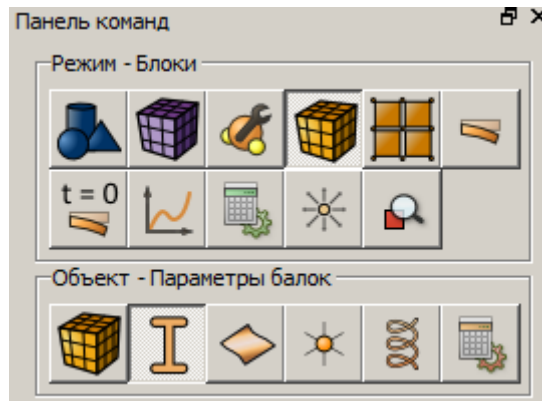 Панель команд
Режим - Блоки
t = 0
Объект - Параметры балок